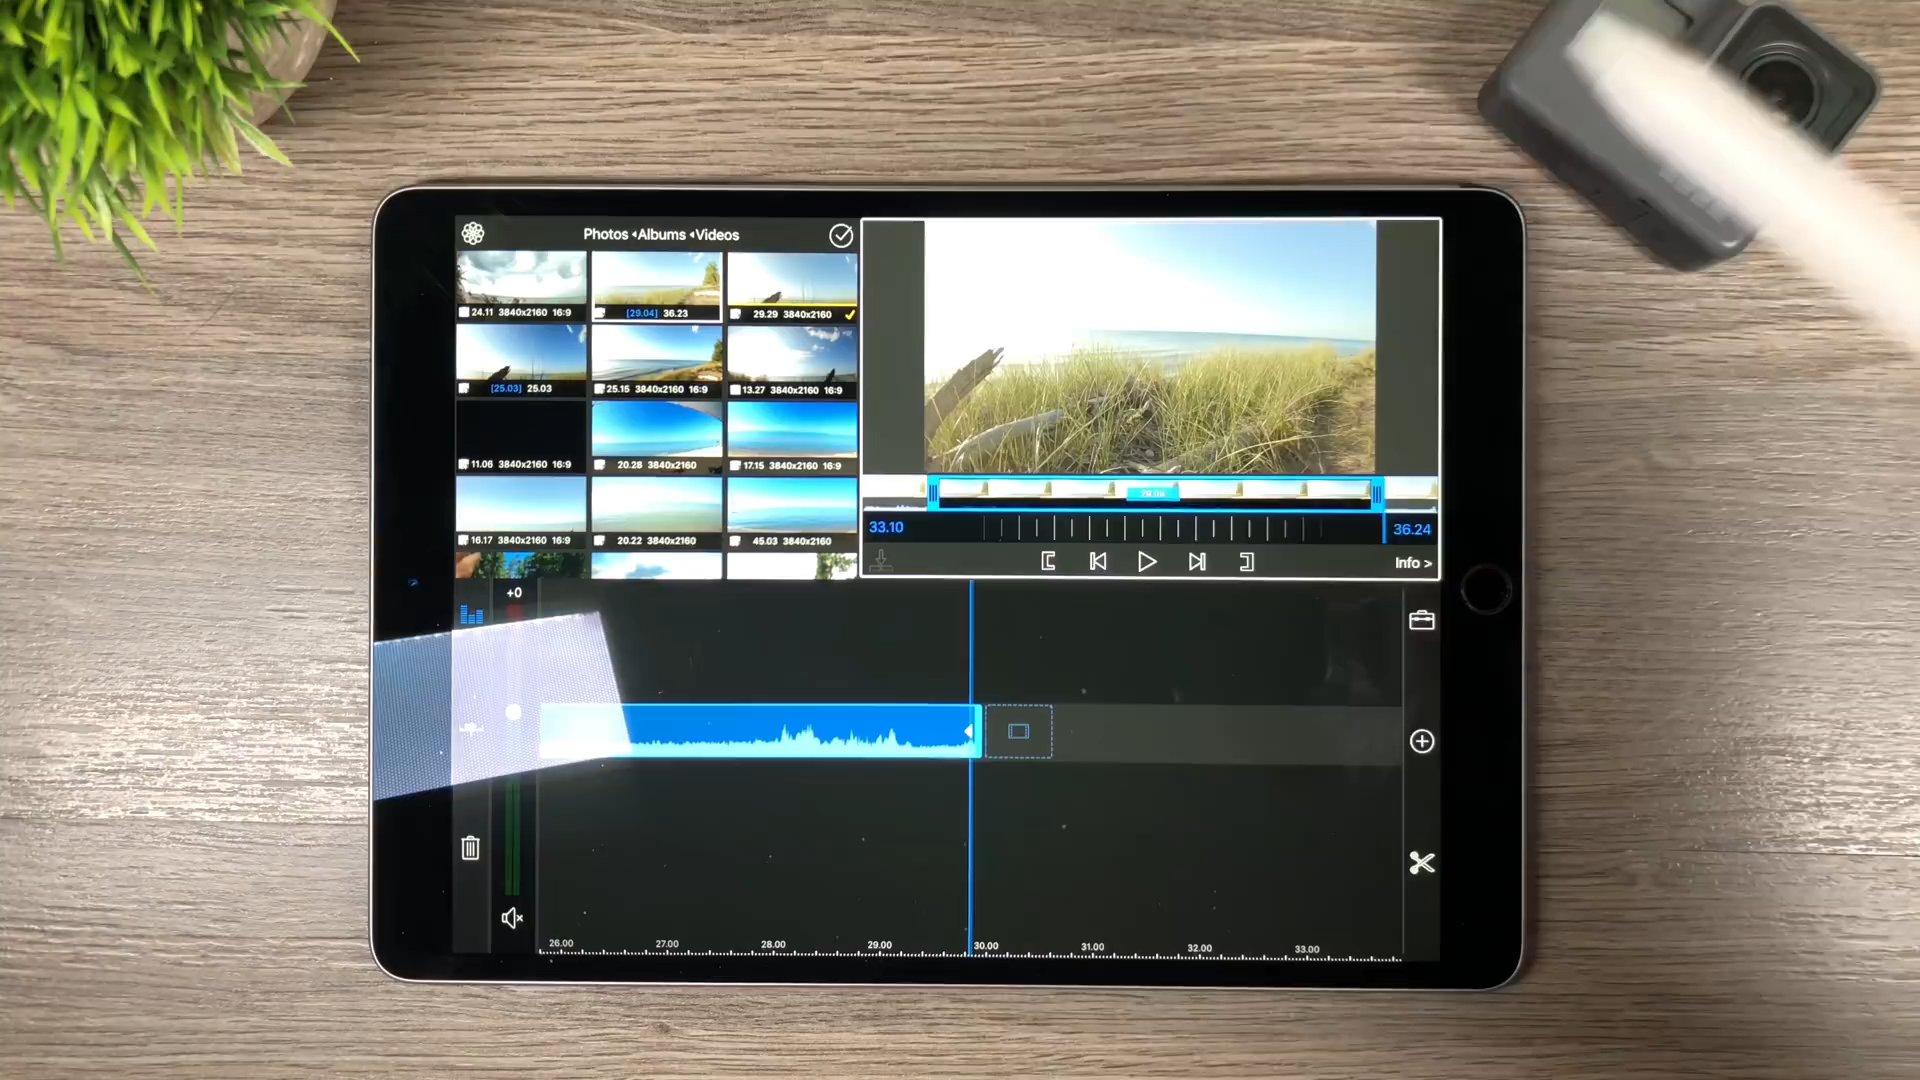 Photos ◂Albums ◂Videos
24.11 3840x2160 16:9
[29.04] 36.23
29.29 3840x2160
[25.03] 25.03
25.15 3840x2160 16:9
13.27 3840x2160 16:9
11.06 3840x2160 16:9
20.28 3840x2160
17.15 3840x2160 16:9
16.17 3840x2160 16:9
20.22 3840x2160
45.03 3840x2160
33.10
36.24
Info >
+0
26.00 27.00 28.00 29.00 30.00 31.00 32.00 33.00